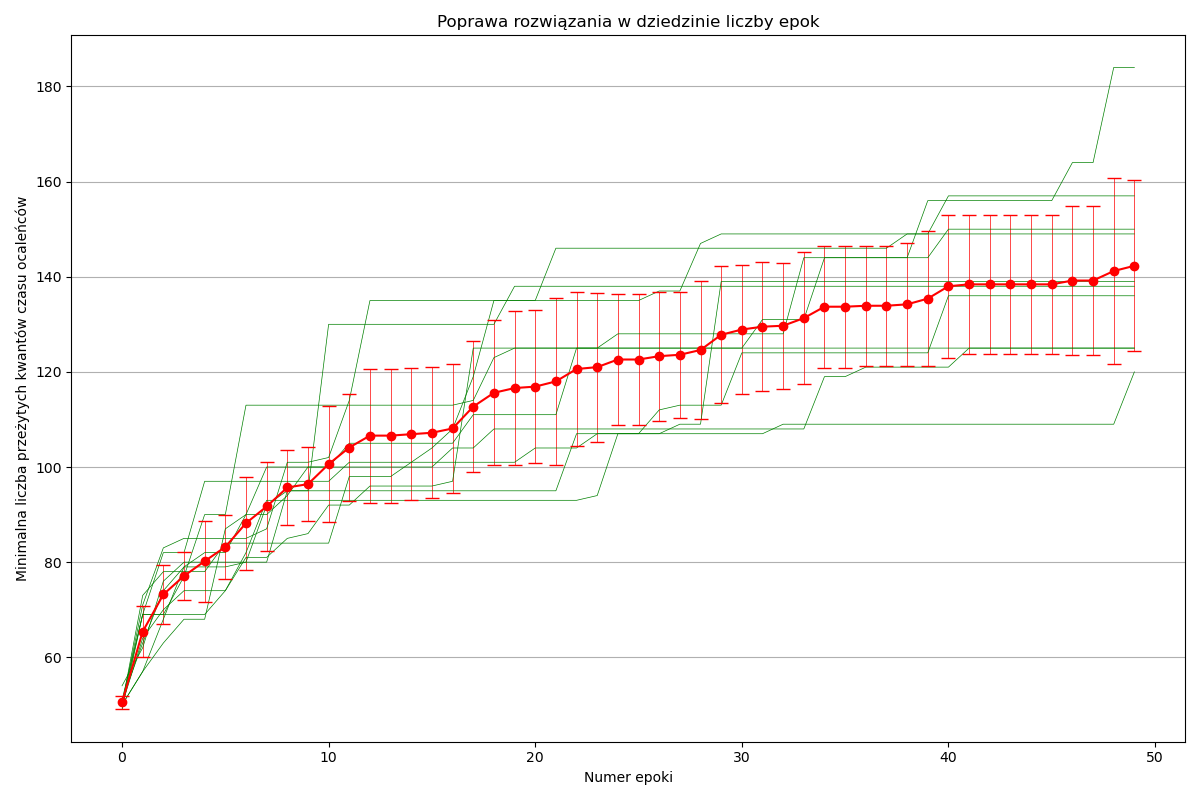 Poprawa rozwiązania w dziedzinie liczby epok
Minimalna liczba przeżytych kwantów czasu ocaleńców
180
160
140
120
100
80
60
0 10 20 30 40 50
Numer epoki